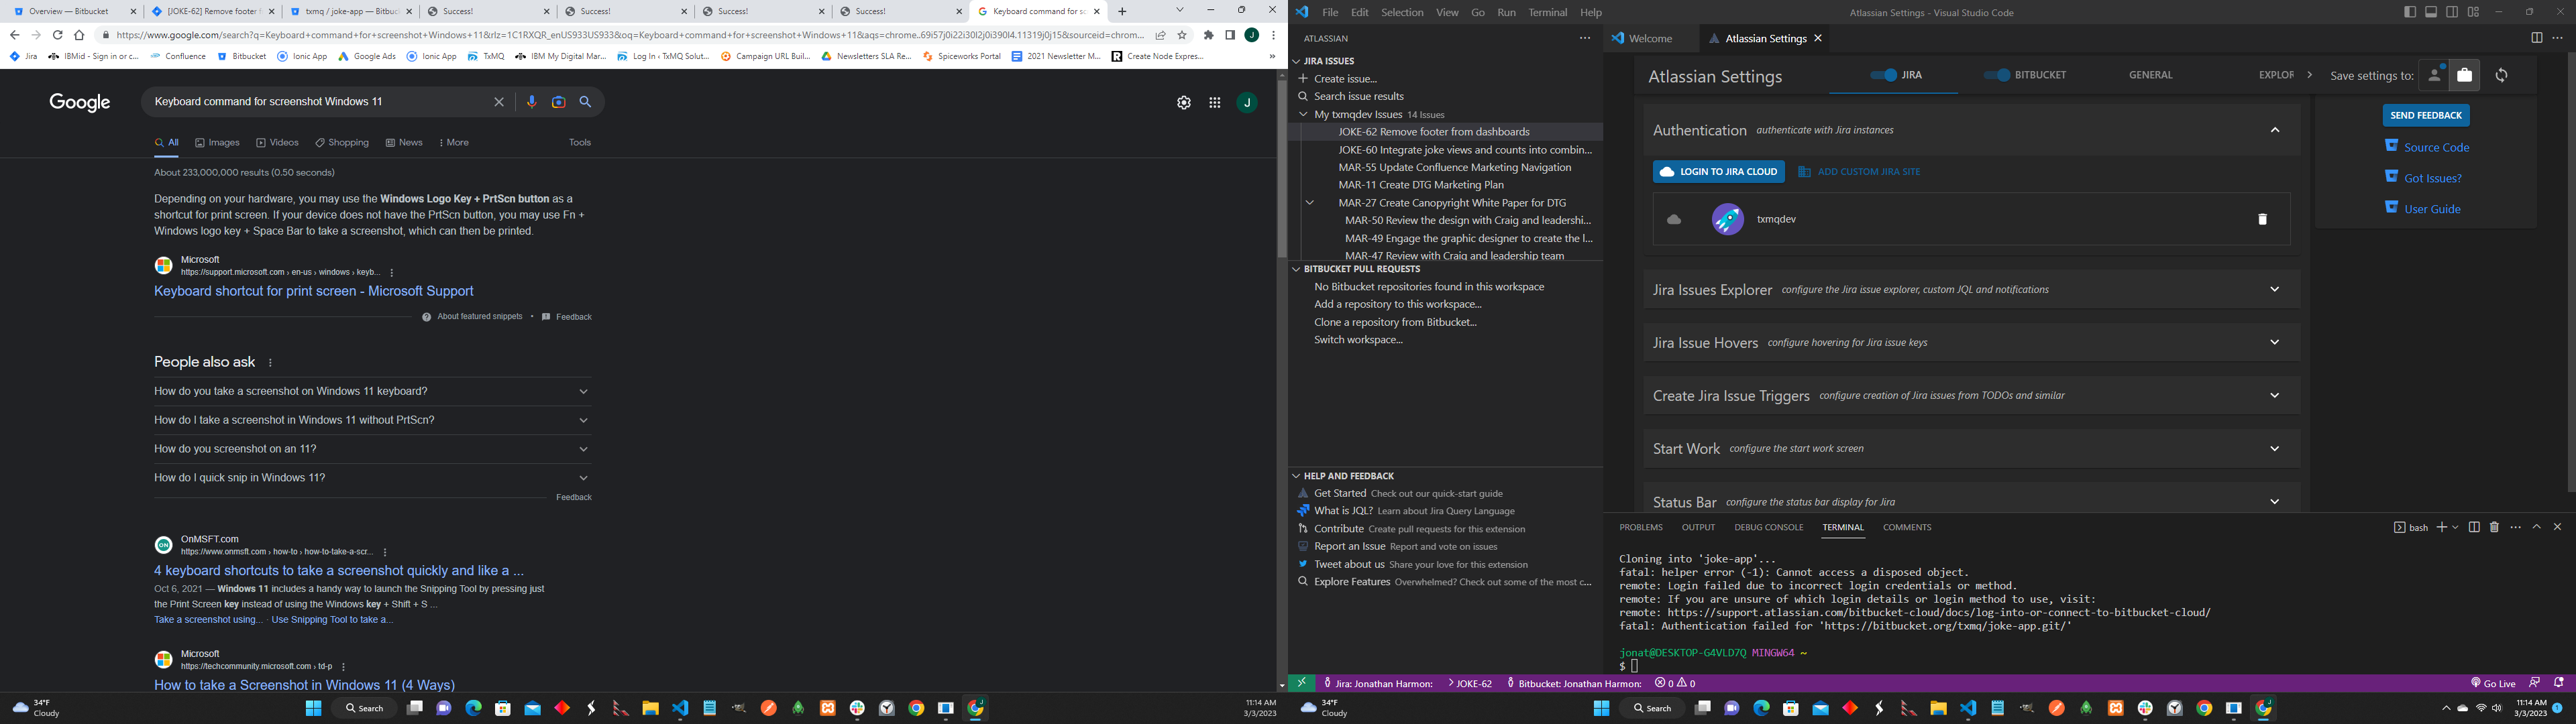 Overview — Bitbucket
[JOKE-62] Remove footer f
txmq / joke-app — Bitbuc
Success!
Success!
Success!
Success!
Keyboard command for sc
https://www.google.com/search?q=Keyboard+command+for+screenshot+Windows+11&rlz=1C1RXQR_enUS933US933&oq=Keyboard+command+for+screenshot+Windows+11&aqs=chrome..69i57j0i22i30l2j0i390l4.11319j0j15&sourceid=chrom...
J
Jira
IBMid - Sign in or c...
Confluence
Bitbucket
Ionic App
Google Ads
Ionic App
TxMQ
IBM My Digital Mar...
Log In ‹ TxMQ Solut...
Campaign URL Buil...
Newsletters SLA Re...
Spiceworks Portal
2021 Newsletter M...
Create Node Expres...
»
Google
Keyboard command for screenshot Windows 11
J
All
Images
Videos
Shopping
News
More
Tools
About 233,000,000 results (0.50 seconds)
Depending on your hardware, you may use the Windows Logo Key + PrtScn button as a
shortcut for print screen. If your device does not have the PrtScn button, you may use Fn +
Windows logo key + Space Bar to take a screenshot, which can then be printed.
Microsoft
https://support.microsoft.com › en-us › windows › keyb...
Keyboard shortcut for print screen - Microsoft Support
About featured snippets • Feedback
People also ask
How do you take a screenshot on Windows 11 keyboard?
How do I take a screenshot in Windows 11 without PrtScn?
How do you screenshot on an 11?
How do I quick snip in Windows 11?
Feedback
ON
OnMSFT.com
https://www.onmsft.com › how-to › how-to-take-a-scr...
4 keyboard shortcuts to take a screenshot quickly and like a ...
Oct 6, 2021 — Windows 11 includes a handy way to launch the Snipping Tool by pressing just
the Print Screen key instead of using the Windows key + Shift + S ...
Take a screenshot using... · Use Snipping Tool to take a...
Microsoft
https://techcommunity.microsoft.com › td-p
How to take a Screenshot in Windows 11 (4 Ways)
34°F
Cloudy
Search
11:14 AM
3/3/2023
File Edit Selection View Go Run Terminal Help
Atlassian Settings - Visual Studio Code
ATLASSIAN
JIRA ISSUES
Create issue...
Search issue results
My txmqdev Issues 14 Issues
JOKE-62 Remove footer from dashboards
JOKE-60 Integrate joke views and counts into combin...
MAR-55 Update Confluence Marketing Navigation
MAR-11 Create DTG Marketing Plan
MAR-27 Create Canopyright White Paper for DTG
MAR-50 Review the design with Craig and leadershi...
MAR-49 Engage the graphic designer to create the l...
MAR-47 Review with Craig and leadership team
BITBUCKET PULL REQUESTS
No Bitbucket repositories found in this workspace
Add a repository to this workspace...
Clone a repository from Bitbucket...
Switch workspace...
HELP AND FEEDBACK
Get Started Check out our quick-start guide
What is JQL? Learn about Jira Query Language
Contribute Create pull requests for this extension
Report an Issue Report and vote on issues
Tweet about us Share your love for this extension
Explore Features Overwhelmed? Check out some of the most c...
Welcome
Atlassian Settings
Atlassian Settings
JIRA
BITBUCKET
GENERAL
EXPLOR
Save settings to:
Authentication authenticate with Jira instances
LOGIN TO JIRA CLOUD
ADD CUSTOM JIRA SITE
txmqdev
Jira Issues Explorer configure the Jira issue explorer, custom JQL and notifications
Jira Issue Hovers configure hovering for Jira issue keys
Create Jira Issue Triggers configure creation of Jira issues from TODOs and similar
Start Work configure the start work screen
Status Bar configure the status bar display for Jira
SEND FEEDBACK
Source Code
Got Issues?
User Guide
PROBLEMS OUTPUT DEBUG CONSOLE TERMINAL COMMENTS
bash
Cloning into 'joke-app'...
fatal: helper error (-1): Cannot access a disposed object.
remote: Login failed due to incorrect login credentials or method.
remote: If you are unsure of which login details or login method to use, visit:
remote: https://support.atlassian.com/bitbucket-cloud/docs/log-into-or-connect-to-bitbucket-cloud/
fatal: Authentication failed for 'https://bitbucket.org/txmq/joke-app.git/'
jonat@DESKTOP-G4VLD7Q MINGW64 ~
$
Jira: Jonathan Harmon:
JOKE-62
Bitbucket: Jonathan Harmon:
0 0
Go Live
34°F
Cloudy
Search
11:14 AM
3/3/2023
1